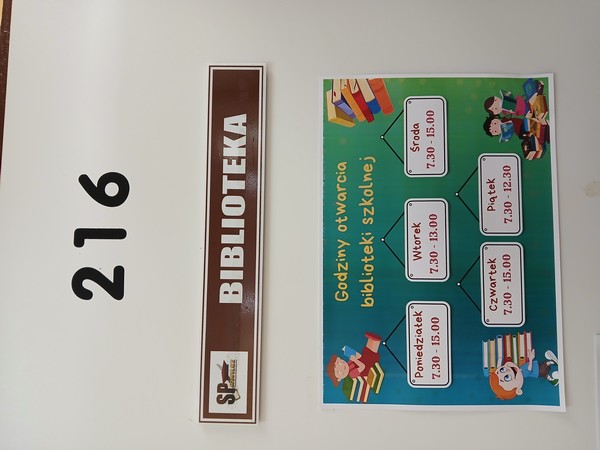 216
BIBLIOTEKA
SP
Godziny otwarcia
biblioteki szkolnej
Poniedziałek
7.30 - 15.00
Wtorek
7.30 - 13.00
Środa
7.30 - 15.00
Czwartek
7.30 - 15.00
Piątek
7.30 - 12.30